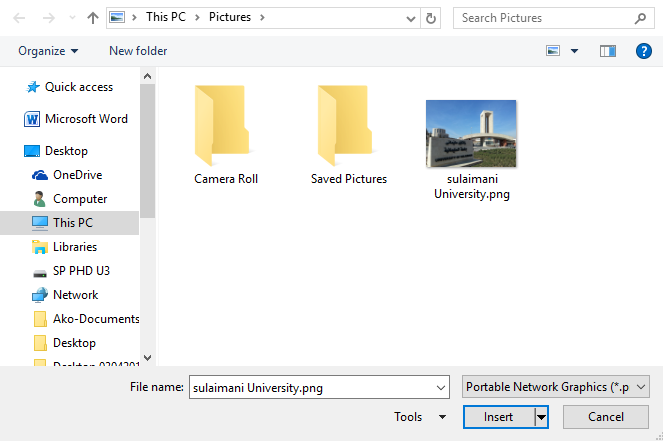 This PC
Pictures
Search Pictures
Organize
New folder
Quick access
Microsoft Word
Desktop
OneDrive
Computer
This PC
Libraries
SP PHD U3
Network
Ako-Documents
Desktop
Camera Roll
Saved Pictures
sulaimani
University.png
File name:
sulaimani University.png
Portable Network Graphics (*.p
Tools
Insert
Cancel